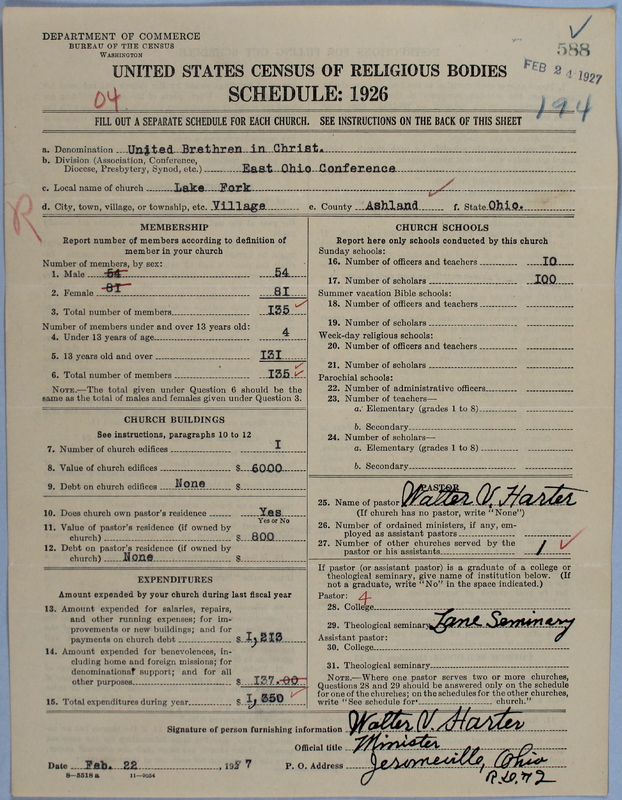 DEPARTMENT OF COMMERCE
BUREAU OF THE CENSUS
WASHINGTON
588
FEB 24 1927
UNITED STATES CENSUS OF RELIGIOUS BODIES
SCHEDULE: 1926
04
194
FILL OUT A SEPARATE SCHEDULE FOR EACH CHURCH. SEE INSTRUCTIONS ON THE BACK OF THIS SHEET
a. Denomination United Brethren in Christ.
b. Division (Association, Conference, Diocese, Presbytery, Synod, etc.) East Ohio Conference
c. Local name of church Lake Fork
d. City, town, village, or township, etc. Village e. County Ashland f. State Ohio.
R
MEMBERSHIP
Report number of members according to definition of
member in your church
Number of members, by sex:
1. Male 54 54
2. Female 81 81
3. Total number of members 135
Number of members under and over 13 years old:
4. Under 13 years of age 4
5. 13 years old and over 131
6. Total number of members 135
NOTE.—The total given under Question 6 should be
same as the total of males and females given under Question 3.
CHURCH BUILDINGS
See instructions, paragraphs 10 to 12
7. Number of church edifices 1
8. Value of church edifices $ 6000
9. Debt on church edifices None $
10. Does church own pastor's residence Yes
Yes or No
11. Value of pastor's residence (if owned by
church) $ 800
12. Debt on pastor's residence (if owned by
church) None $
EXPENDITURES
Amount expended by your church during last fiscal year
13. Amount expended for salaries, repairs,
and other running expenses; for im-
provements or new buildings; and for
payments on church debt $ 1,213
14. Amount expended for benevolences, in-
cluding home and foreign missions; for
denominational support; and for all
other purposes $ 137.00
15. Total expenditures during year $ 1,350
CHURCH SCHOOLS
Report here only schools conducted by this church
Sunday schools:
16. Number of officers and teachers 10
17. Number of scholars 100
Summer vacation Bible schools:
18. Number of officers and teachers
19. Number of scholars
Week-day religious schools:
20. Number of officers and teachers
21. Number of scholars
Parochial schools:
22. Number of administrative officers
23. Number of teachers—
a. Elementary (grades 1 to 8)
b. Secondary
24. Number of scholars—
a. Elementary (grades 1 to 8)
b. Secondary
PASTOR
25. Name of pastor Walter V. Harter
(If church has no pastor, write "None")
26. Number of ordained ministers, if any, em-
ployed as assistant pastors
27. Number of other churches served by the
pastor or his assistants 1
If pastor (or assistant pastor) is a graduate of a college or
theological seminary, give name of institution below. (If
not a graduate, write "No" in the space indicated.)
Pastor: 4
28. College
29. Theological seminary Lane Seminary
Assistant pastor:
30. College
31. Theological seminary
NOTE.—Where one pastor serves two or more churches,
Questions 28 and 29 should be answered only on the schedule
for one of the churches; on the schedules for the other churches,
write "See schedule for church."
Signature of person furnishing information Walter V. Harter
Official title Minister
Date Feb. 22 1927 P. O. Address Jeromeville, Ohio
R.D. #2
8—5518 a 11—9054